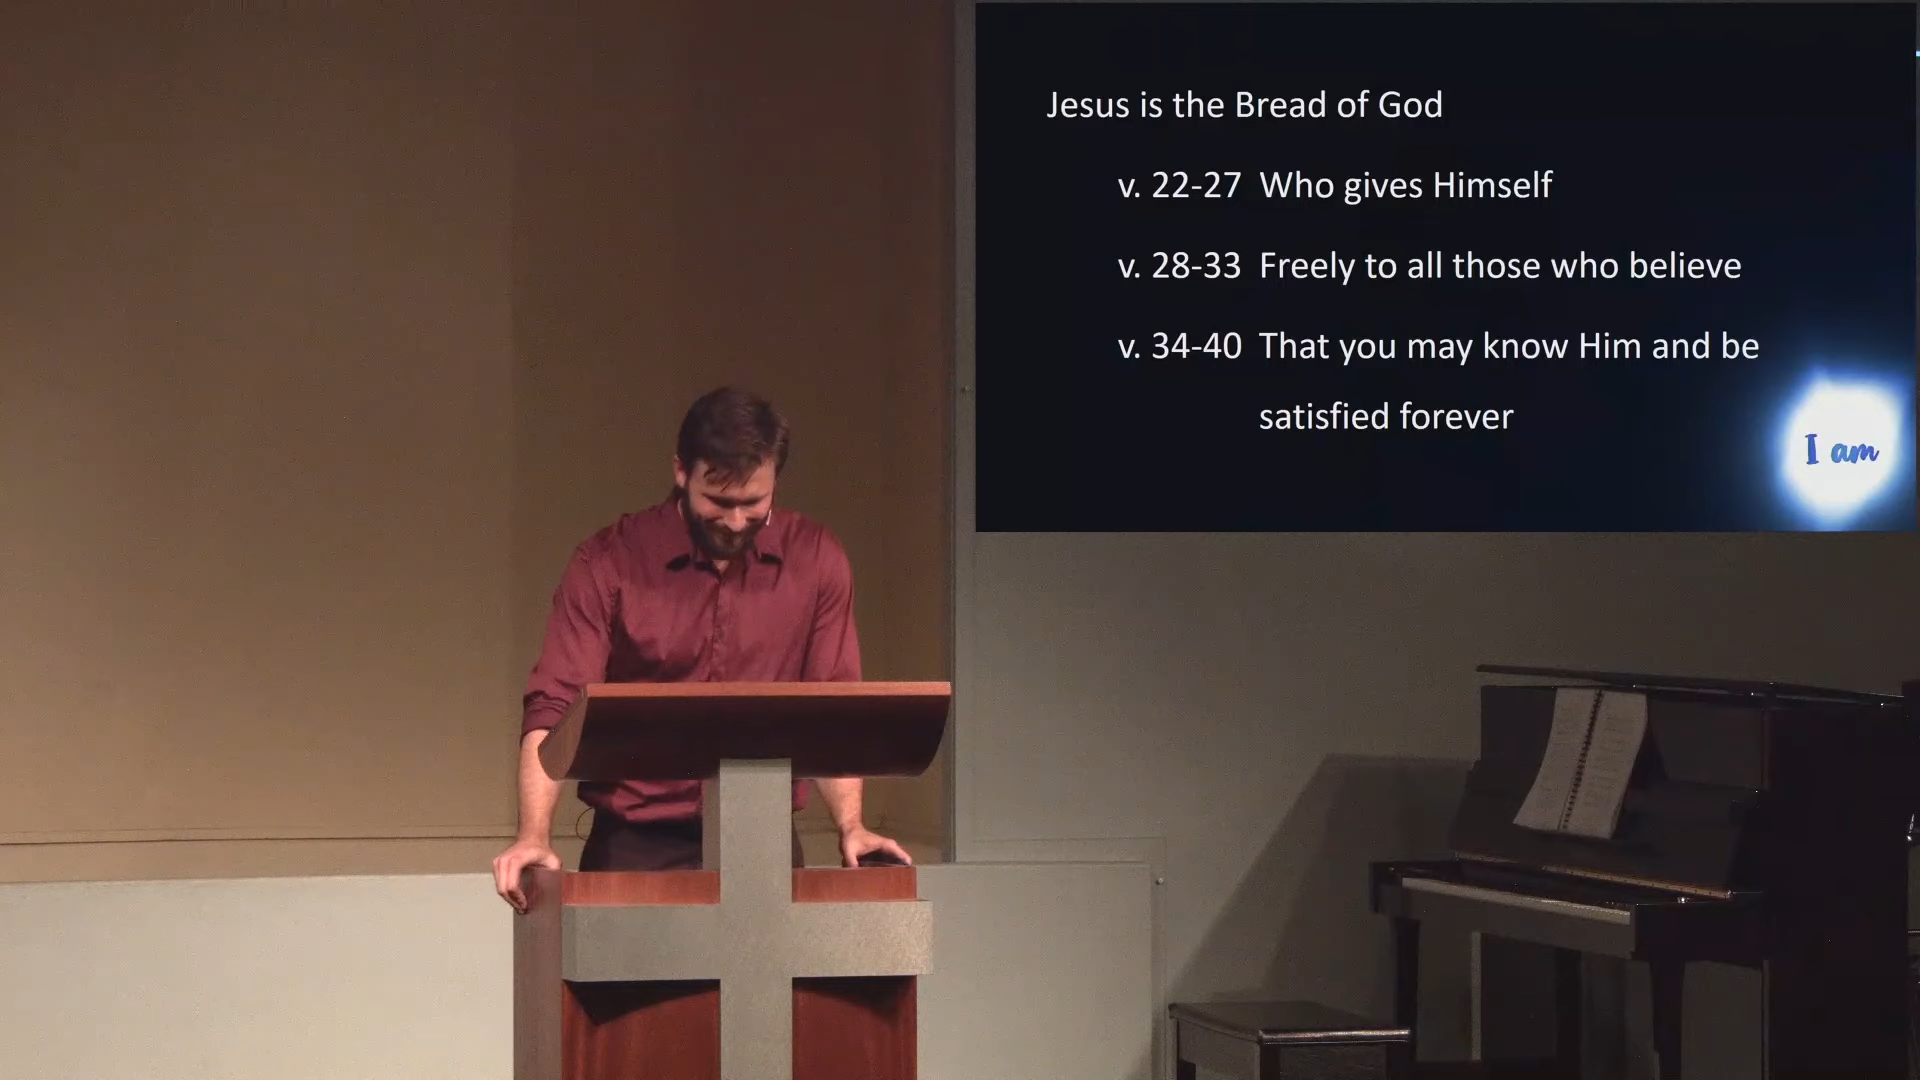 Jesus is the Bread of God
v. 22-27 Who gives Himself
v. 28-33 Freely to all those who believe
v. 34-40 That you may know Him and be
satisfied forever
I am